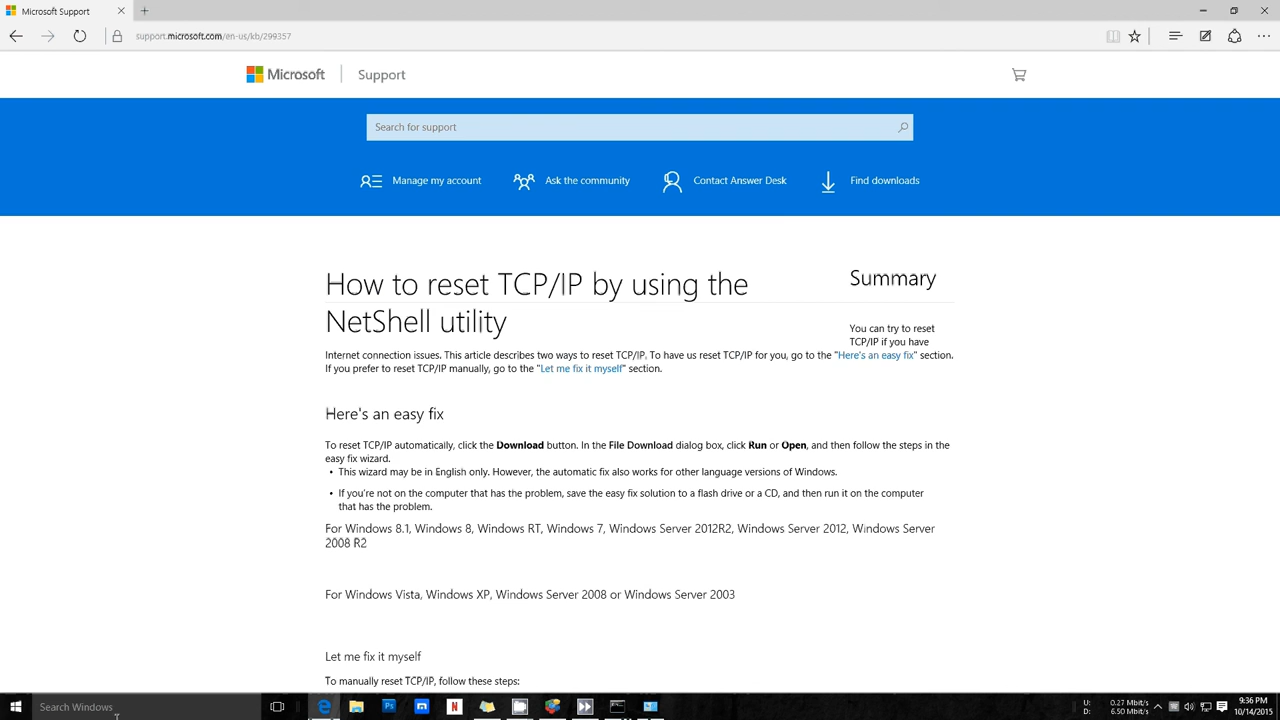 Microsoft Support
support.microsoft.com/en-us/kb/299357
Microsoft
Support
Search for support
Manage my account
Ask the community
Contact Answer Desk
Find downloads
How to reset TCP/IP by using the
NetShell utility
Summary
You can try to reset
TCP/IP if you have
Internet connection issues. This article describes two ways to reset TCP/IP. To have us reset TCP/IP for you, go to the "Here's an easy fix" section.
If you prefer to reset TCP/IP manually, go to the "Let me fix it myself" section.
Here's an easy fix
To reset TCP/IP automatically, click the Download button. In the File Download dialog box, click Run or Open, and then follow the steps in the
easy fix wizard.
• This wizard may be in English only. However, the automatic fix also works for other language versions of Windows.
• If you're not on the computer that has the problem, save the easy fix solution to a flash drive or a CD, and then run it on the computer
that has the problem.
For Windows 8.1, Windows 8, Windows RT, Windows 7, Windows Server 2012R2, Windows Server 2012, Windows Server
2008 R2
For Windows Vista, Windows XP, Windows Server 2008 or Windows Server 2003
Let me fix it myself
To manually reset TCP/IP, follow these steps:
Search Windows
N
U: 0.27 Mbit/s
D: 6.50 Mbit/s
9:36 PM
10/14/2015